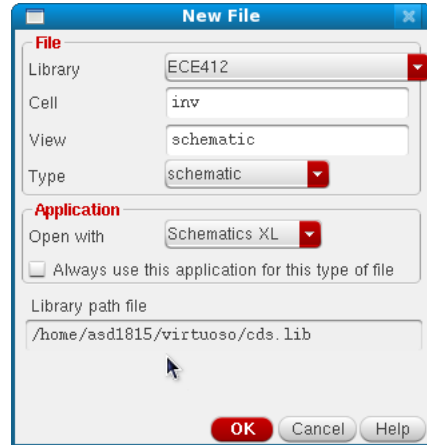 New File
File
Library ECE412
Cell inv
View schematic
Type schematic
Application
Open with Schematics XL
Always use this application for this type of file
Library path file
/home/asd1815/virtuoso/cds.lib
OK Cancel Help